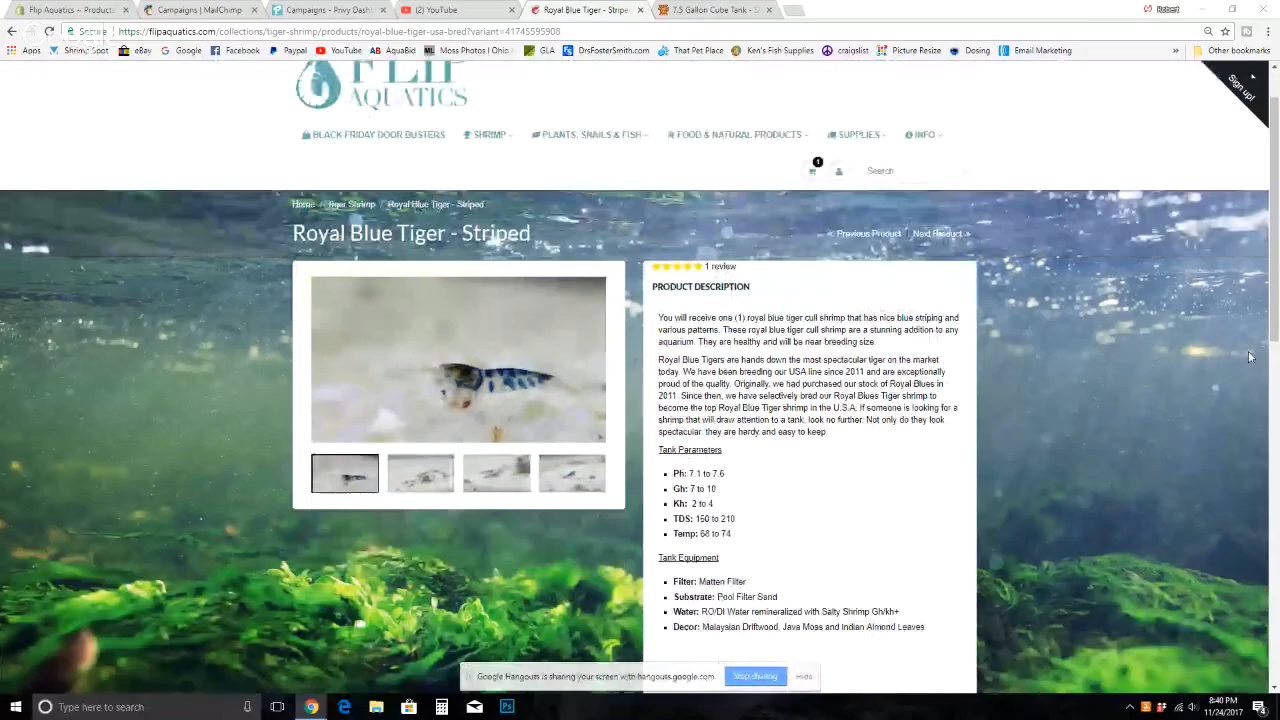 Flip Aquatics ~ Product:
Campaigns | MailChimp
Campaigns - Privy Dashl
(2) YouTube
Royal Blue Tiger - Stripe
7.5 Gallon Cube Tank - S
Robert
Secure https://flipaquatics.com/collections/tiger-shrimp/products/royal-blue-tiger-usa-bred?variant=41745595908
Shrimp Spot
Amazon
eBay
Google
Facebook
Paypal
YouTube
AquaBid
Moss Photos I Ohio
GLA
DrsFosterSmith.com
That Pet Place
Ken's Fish Supplies
craigslist
Picture Resize
Dosing
Email Marketing
»
Other bookmarks
FLIP
AQUATICS
Sign up!
BLACK FRIDAY DOOR BUSTERS
SHRIMP
PLANTS, SNAILS & FISH
FOOD & NATURAL PRODUCTS
SUPPLIES
INFO
1
Search
Home / Tiger Shrimp / Royal Blue Tiger - Striped
Royal Blue Tiger - Striped
« Previous Product | Next Product »
1 review
PRODUCT DESCRIPTION
You will receive one (1) royal blue tiger cull shrimp that has nice blue striping and
various patterns. These royal blue tiger cull shrimp are a stunning addition to any
aquarium. They are healthy and will be near breeding size.
Royal Blue Tigers are hands down the most spectacular tiger on the market
today. We have been breeding our USA line since 2011 and are exceptionally
proud of the quality. Originally, we had purchased our stock of Royal Blues in
2011. Since then, we have selectively bred our Royal Blues Tiger shrimp to
become the top Royal Blue Tiger shrimp in the U.S.A. If someone is looking for a
shrimp that will draw attention to a tank, look no further. Not only do they look
spectacular, they are hardy and easy to keep.
Tank Parameters
Ph: 7.1 to 7.6
Gh: 7 to 10
Kh: 2 to 4
TDS: 150 to 210
Temp: 68 to 74
Tank Equipment
Filter: Matten Filter
Substrate: Pool Filter Sand
Water: RO/DI Water remineralized with Salty Shrimp Gh/kh+
Decor: Malaysian Driftwood, Java Moss and Indian Almond Leaves
Google Hangouts is sharing your screen with hangouts.google.com.
Stop sharing
Hide
Type here to search
8:40 PM
11/24/2017